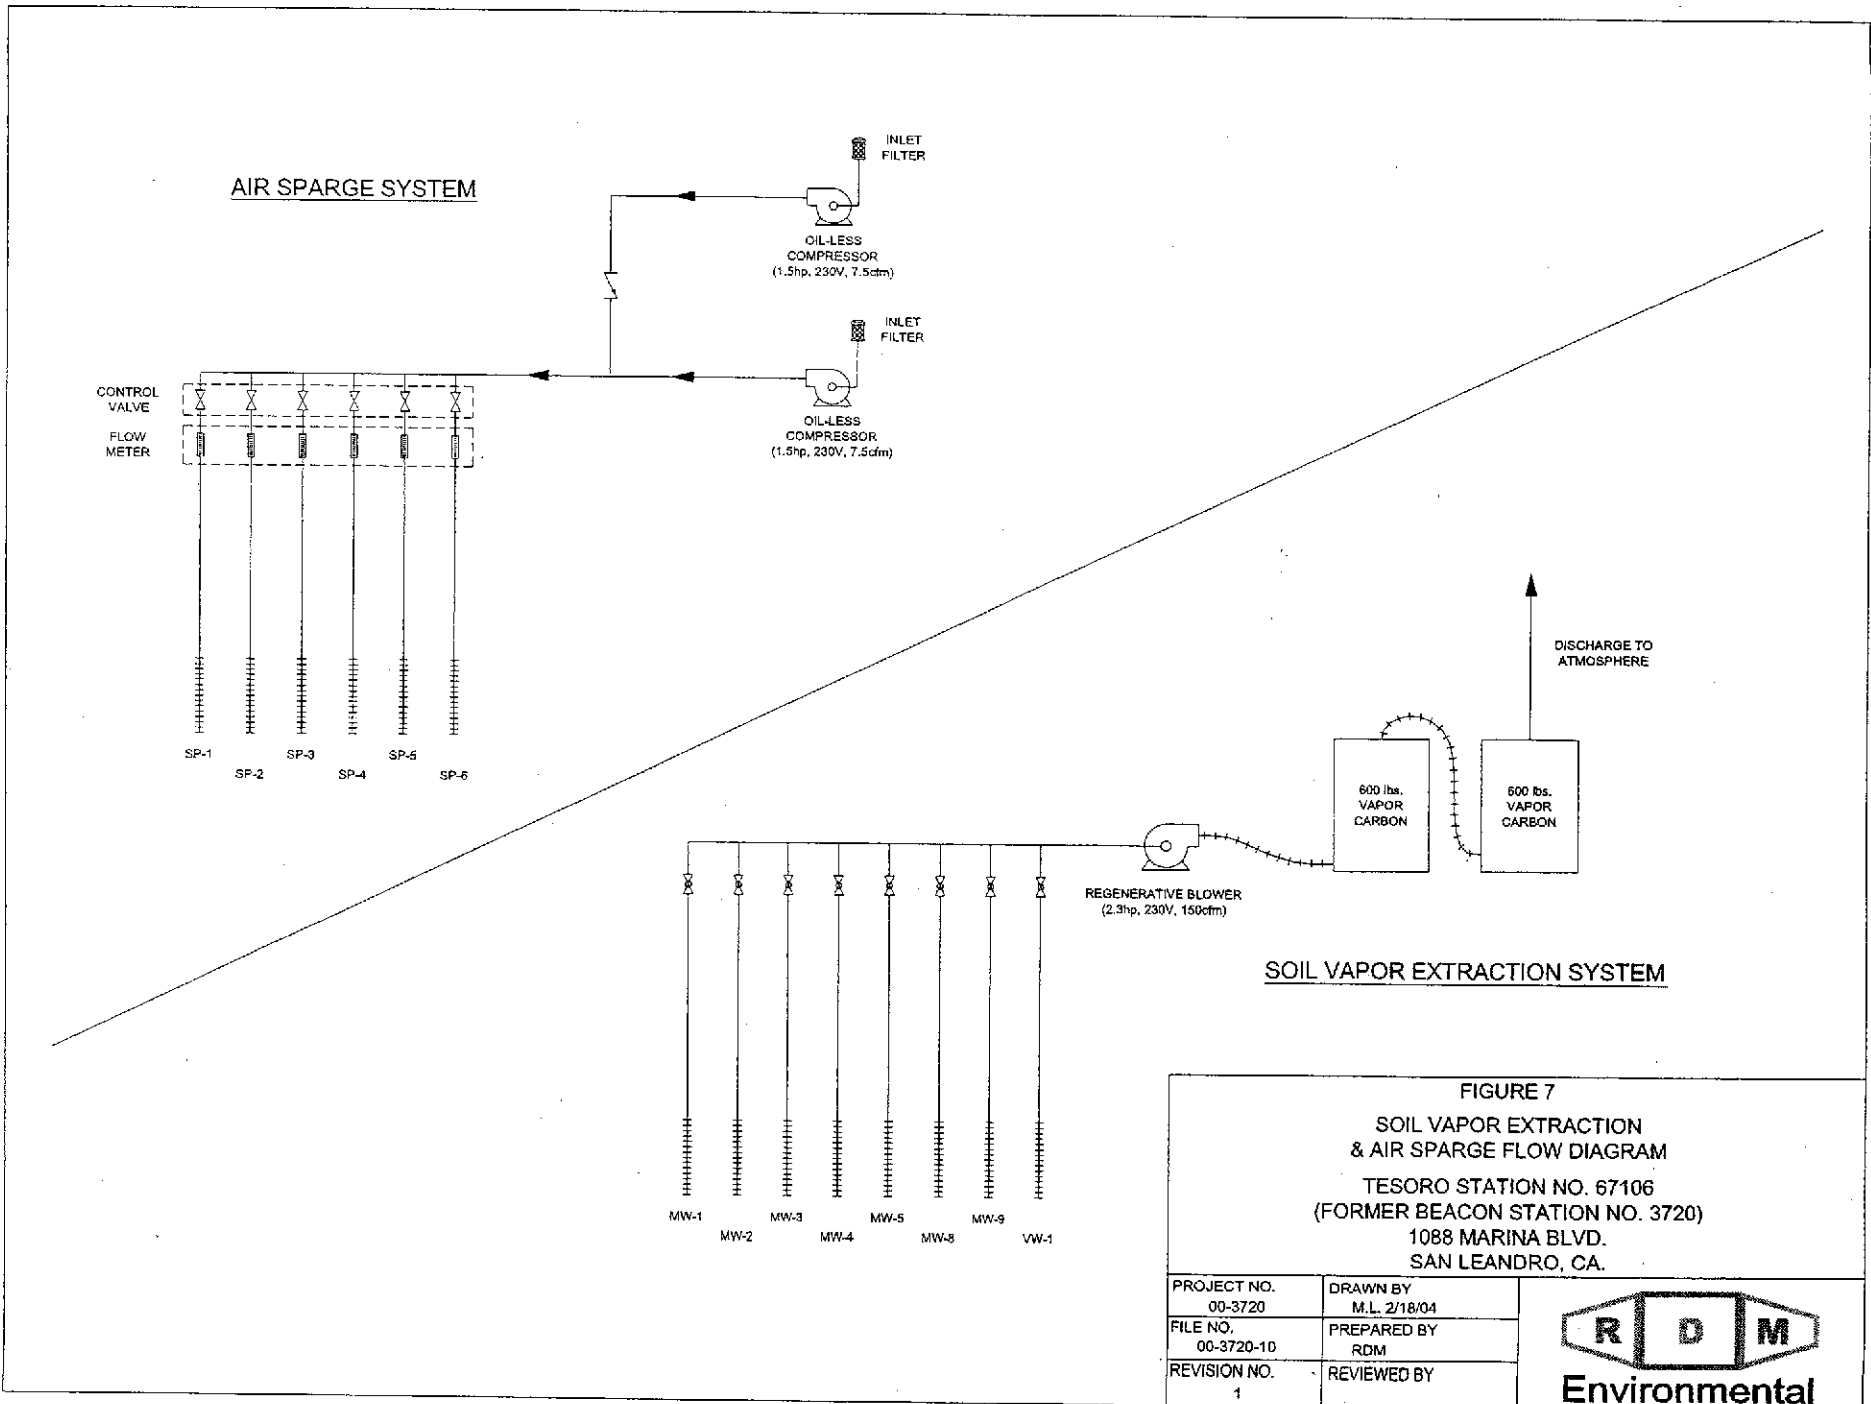 AIR SPARGE SYSTEM
INLET
FILTER
OIL-LESS
COMPRESSOR
(1.5hp, 230V, 7.5cfm)
INLET
FILTER
OIL-LESS
COMPRESSOR
(1.5hp, 230V, 7.5cfm)
CONTROL
VALVE
FLOW
METER
SP-1
SP-2
SP-3
SP-4
SP-5
SP-6
DISCHARGE TO
ATMOSPHERE
600 lbs.
VAPOR
CARBON
600 lbs.
VAPOR
CARBON
REGENERATIVE BLOWER
(2.3hp, 230V, 150cfm)
SOIL VAPOR EXTRACTION SYSTEM
MW-1
MW-2
MW-3
MW-4
MW-5
MW-8
MW-9
VW-1
FIGURE 7
SOIL VAPOR EXTRACTION
& AIR SPARGE FLOW DIAGRAM
TESORO STATION NO. 67106
(FORMER BEACON STATION NO. 3720)
1088 MARINA BLVD.
SAN LEANDRO, CA.
PROJECT NO.
00-3720
DRAWN BY
M.L. 2/18/04
FILE NO.
00-3720-10
PREPARED BY
RDM
REVISION NO.
1
REVIEWED BY
R D M
Environmental